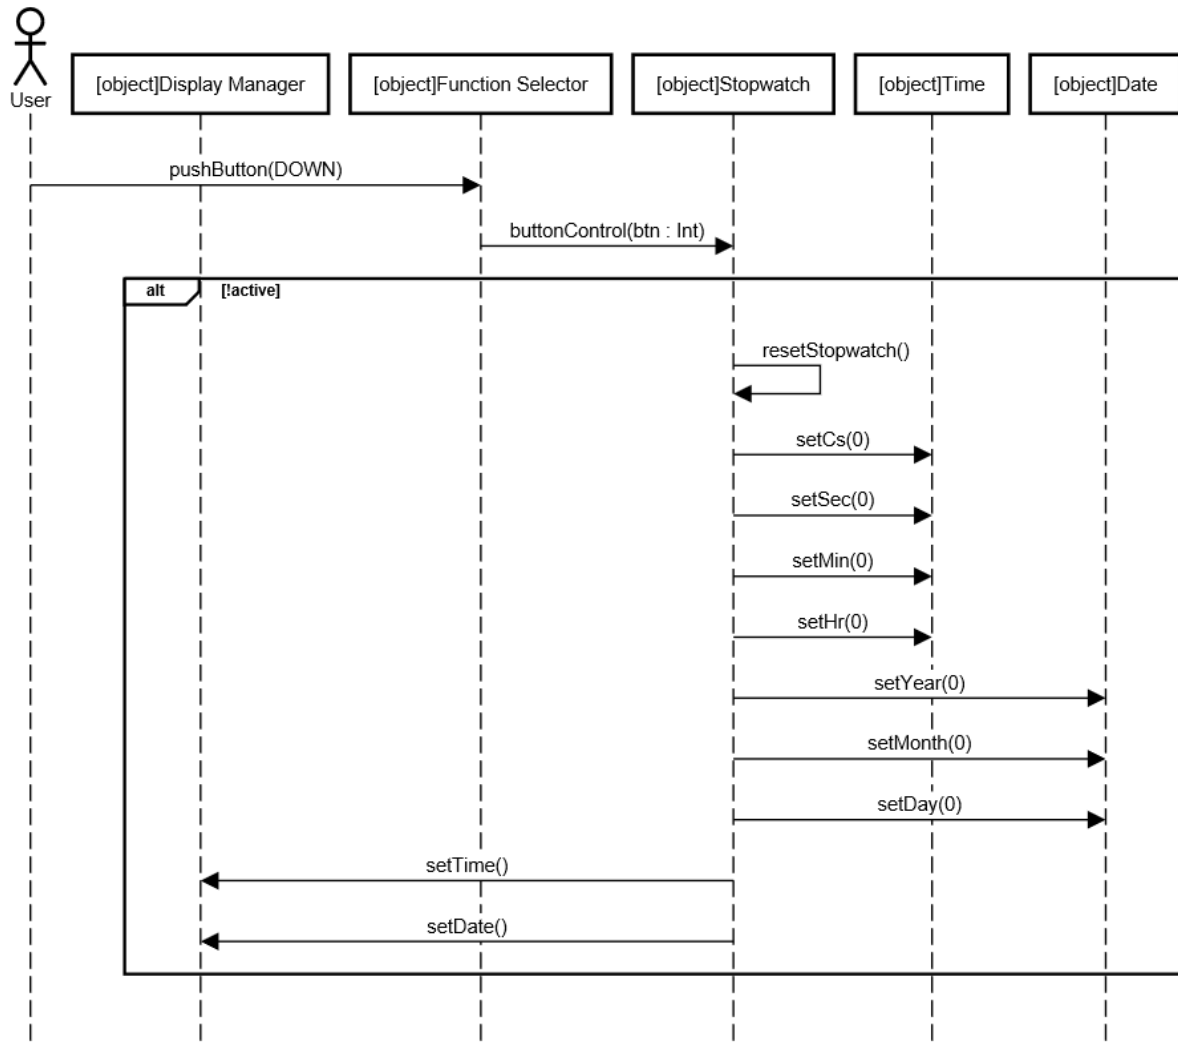 User
[object]Display Manager
[object]Function Selector
[object]Stopwatch
[object]Time
[object]Date
pushButton(DOWN)
buttonControl(btn : Int)
alt
[!active]
resetStopwatch()
setCs(0)
setSec(0)
setMin(0)
setHr(0)
setYear(0)
setMonth(0)
setDay(0)
setTime()
setDate()